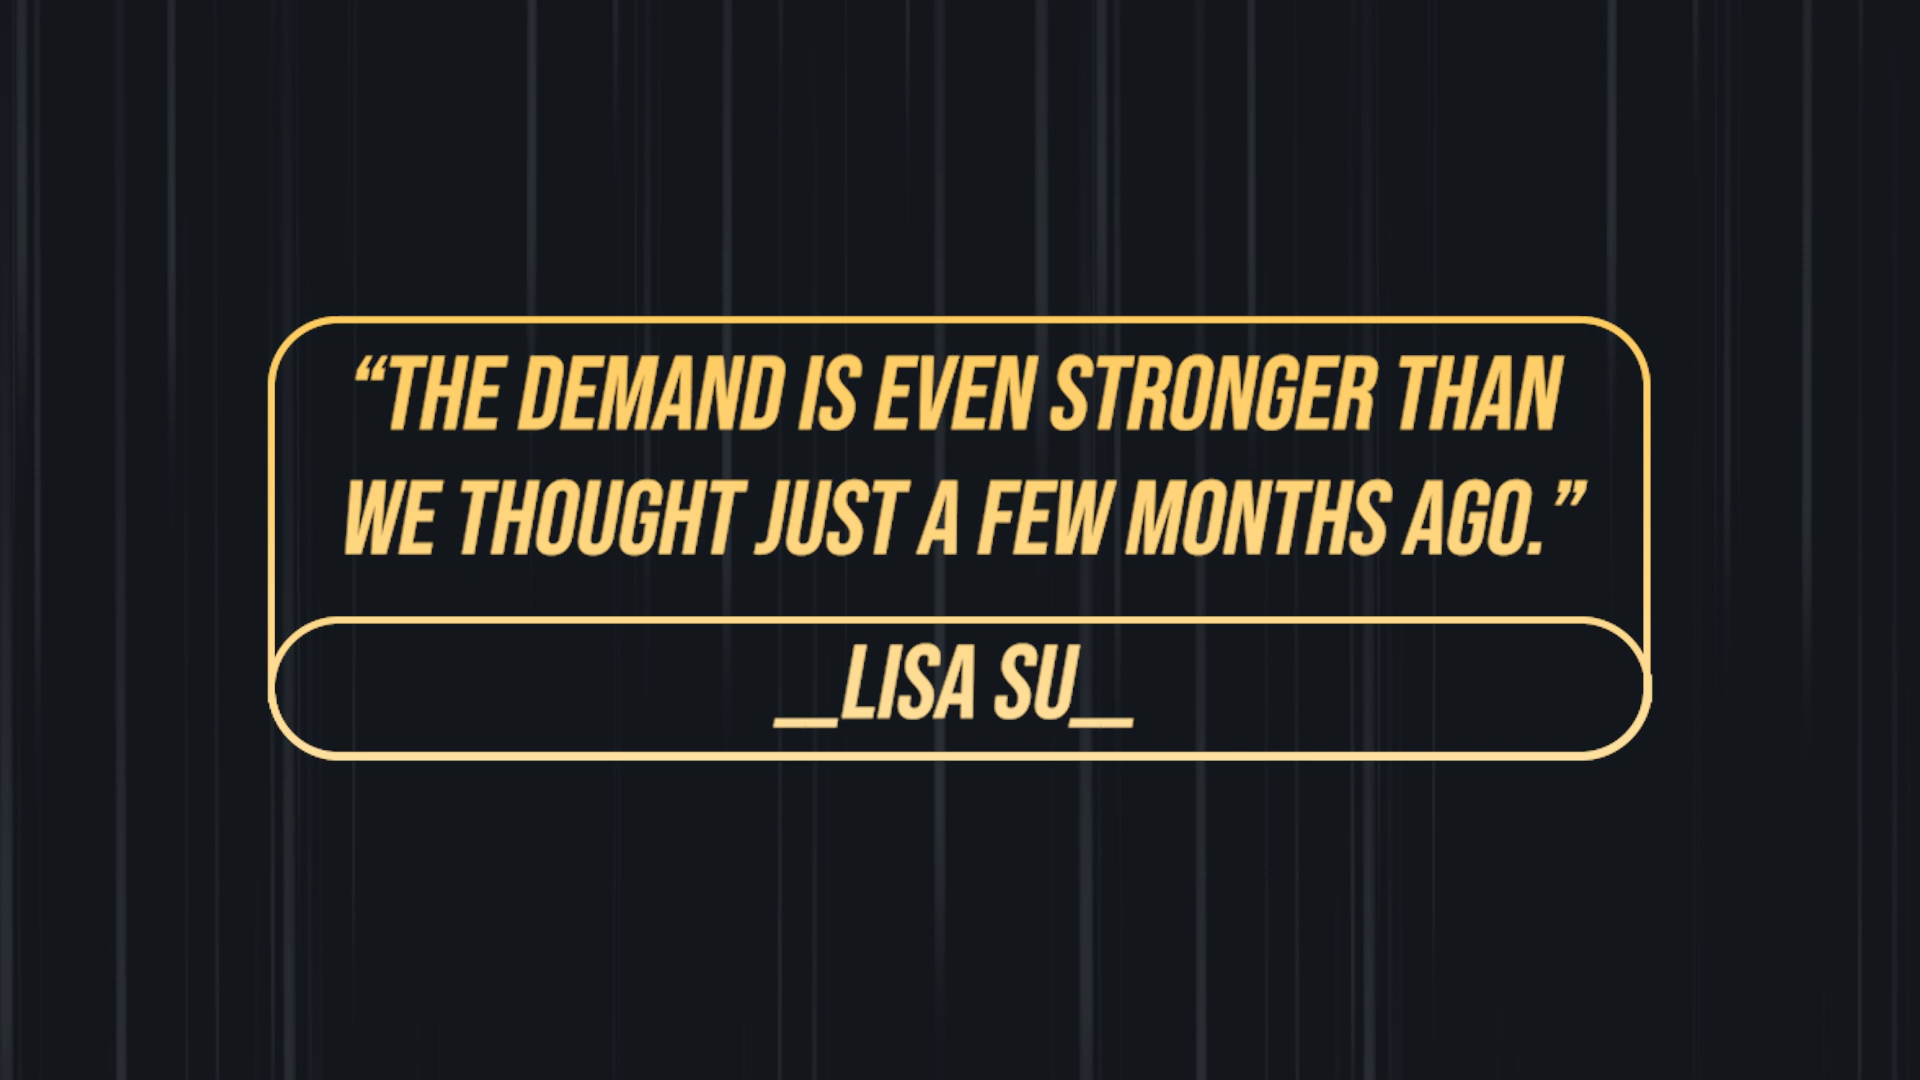 “THE DEMAND IS EVEN STRONGER THAN
WE THOUGHT JUST A FEW MONTHS AGO.”
__LISA SU__